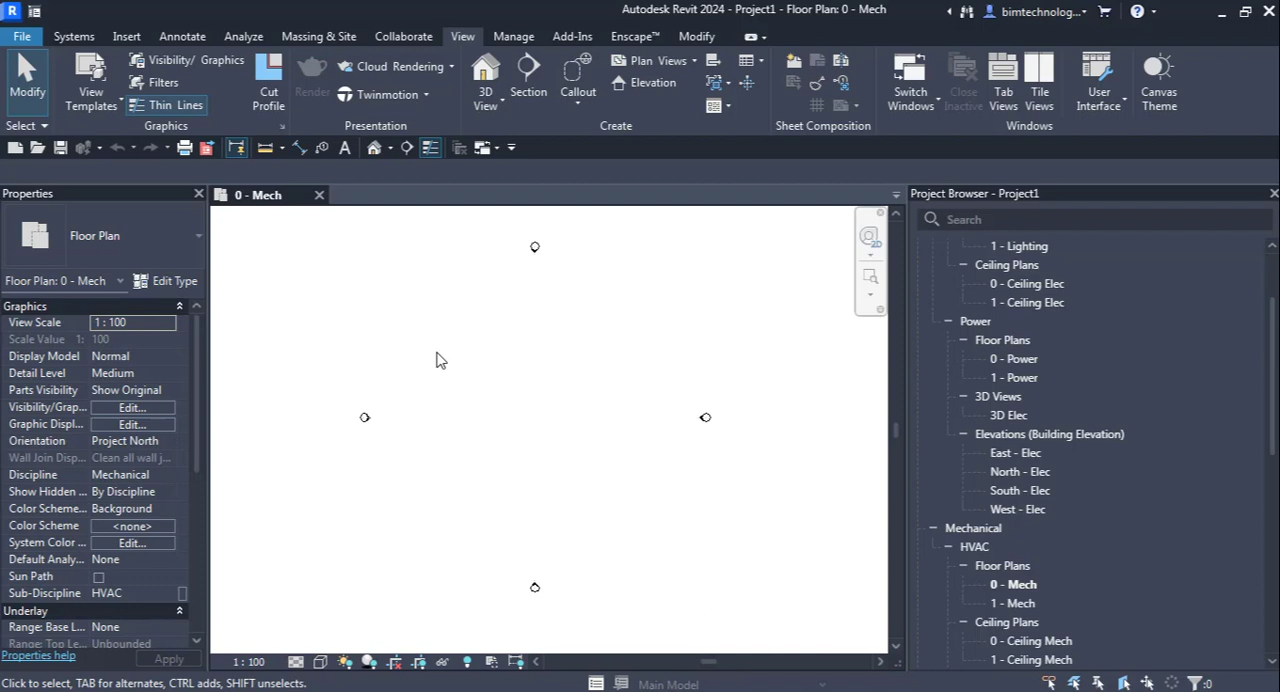 R Autodesk Revit 2024 - Project1 - Floor Plan: 0 - Mech bimtechnolog...
File Systems Insert Annotate Analyze Massing & Site Collaborate View Manage Add-Ins Enscape™ Modify
Modify
View Templates
Visibility/ Graphics
Filters
Thin Lines
Cut Profile
Render
Cloud Rendering
Twinmotion
3D View
Section
Callout
Plan Views
Elevation
Switch Windows
Close Inactive
Tab Views
Tile Views
User Interface
Canvas Theme
Select Graphics Presentation Create Sheet Composition Windows
A
Properties
Floor Plan
Floor Plan: 0 - Mech Edit Type
Graphics
View Scale 1 : 100
Scale Value 1: 100
Display Model Normal
Detail Level Medium
Parts Visibility Show Original
Visibility/Grap... Edit...
Graphic Displ... Edit...
Orientation Project North
Wall Join Disp... Clean all wall j...
Discipline Mechanical
Show Hidden ... By Discipline
Color Scheme... Background
Color Scheme <none>
System Color ... Edit...
Default Analy... None
Sun Path
Sub-Discipline HVAC
Underlay
Range: Base L... None
Range: Top Le... Unbounded
Properties help Apply
0 - Mech
2D
1 : 100
Project Browser - Project1
Search
1 - Lighting
Ceiling Plans
0 - Ceiling Elec
1 - Ceiling Elec
Power
Floor Plans
0 - Power
1 - Power
3D Views
3D Elec
Elevations (Building Elevation)
East - Elec
North - Elec
South - Elec
West - Elec
Mechanical
HVAC
Floor Plans
0 - Mech
1 - Mech
Ceiling Plans
0 - Ceiling Mech
1 - Ceiling Mech
Click to select, TAB for alternates, CTRL adds, SHIFT unselects. Main Model :0